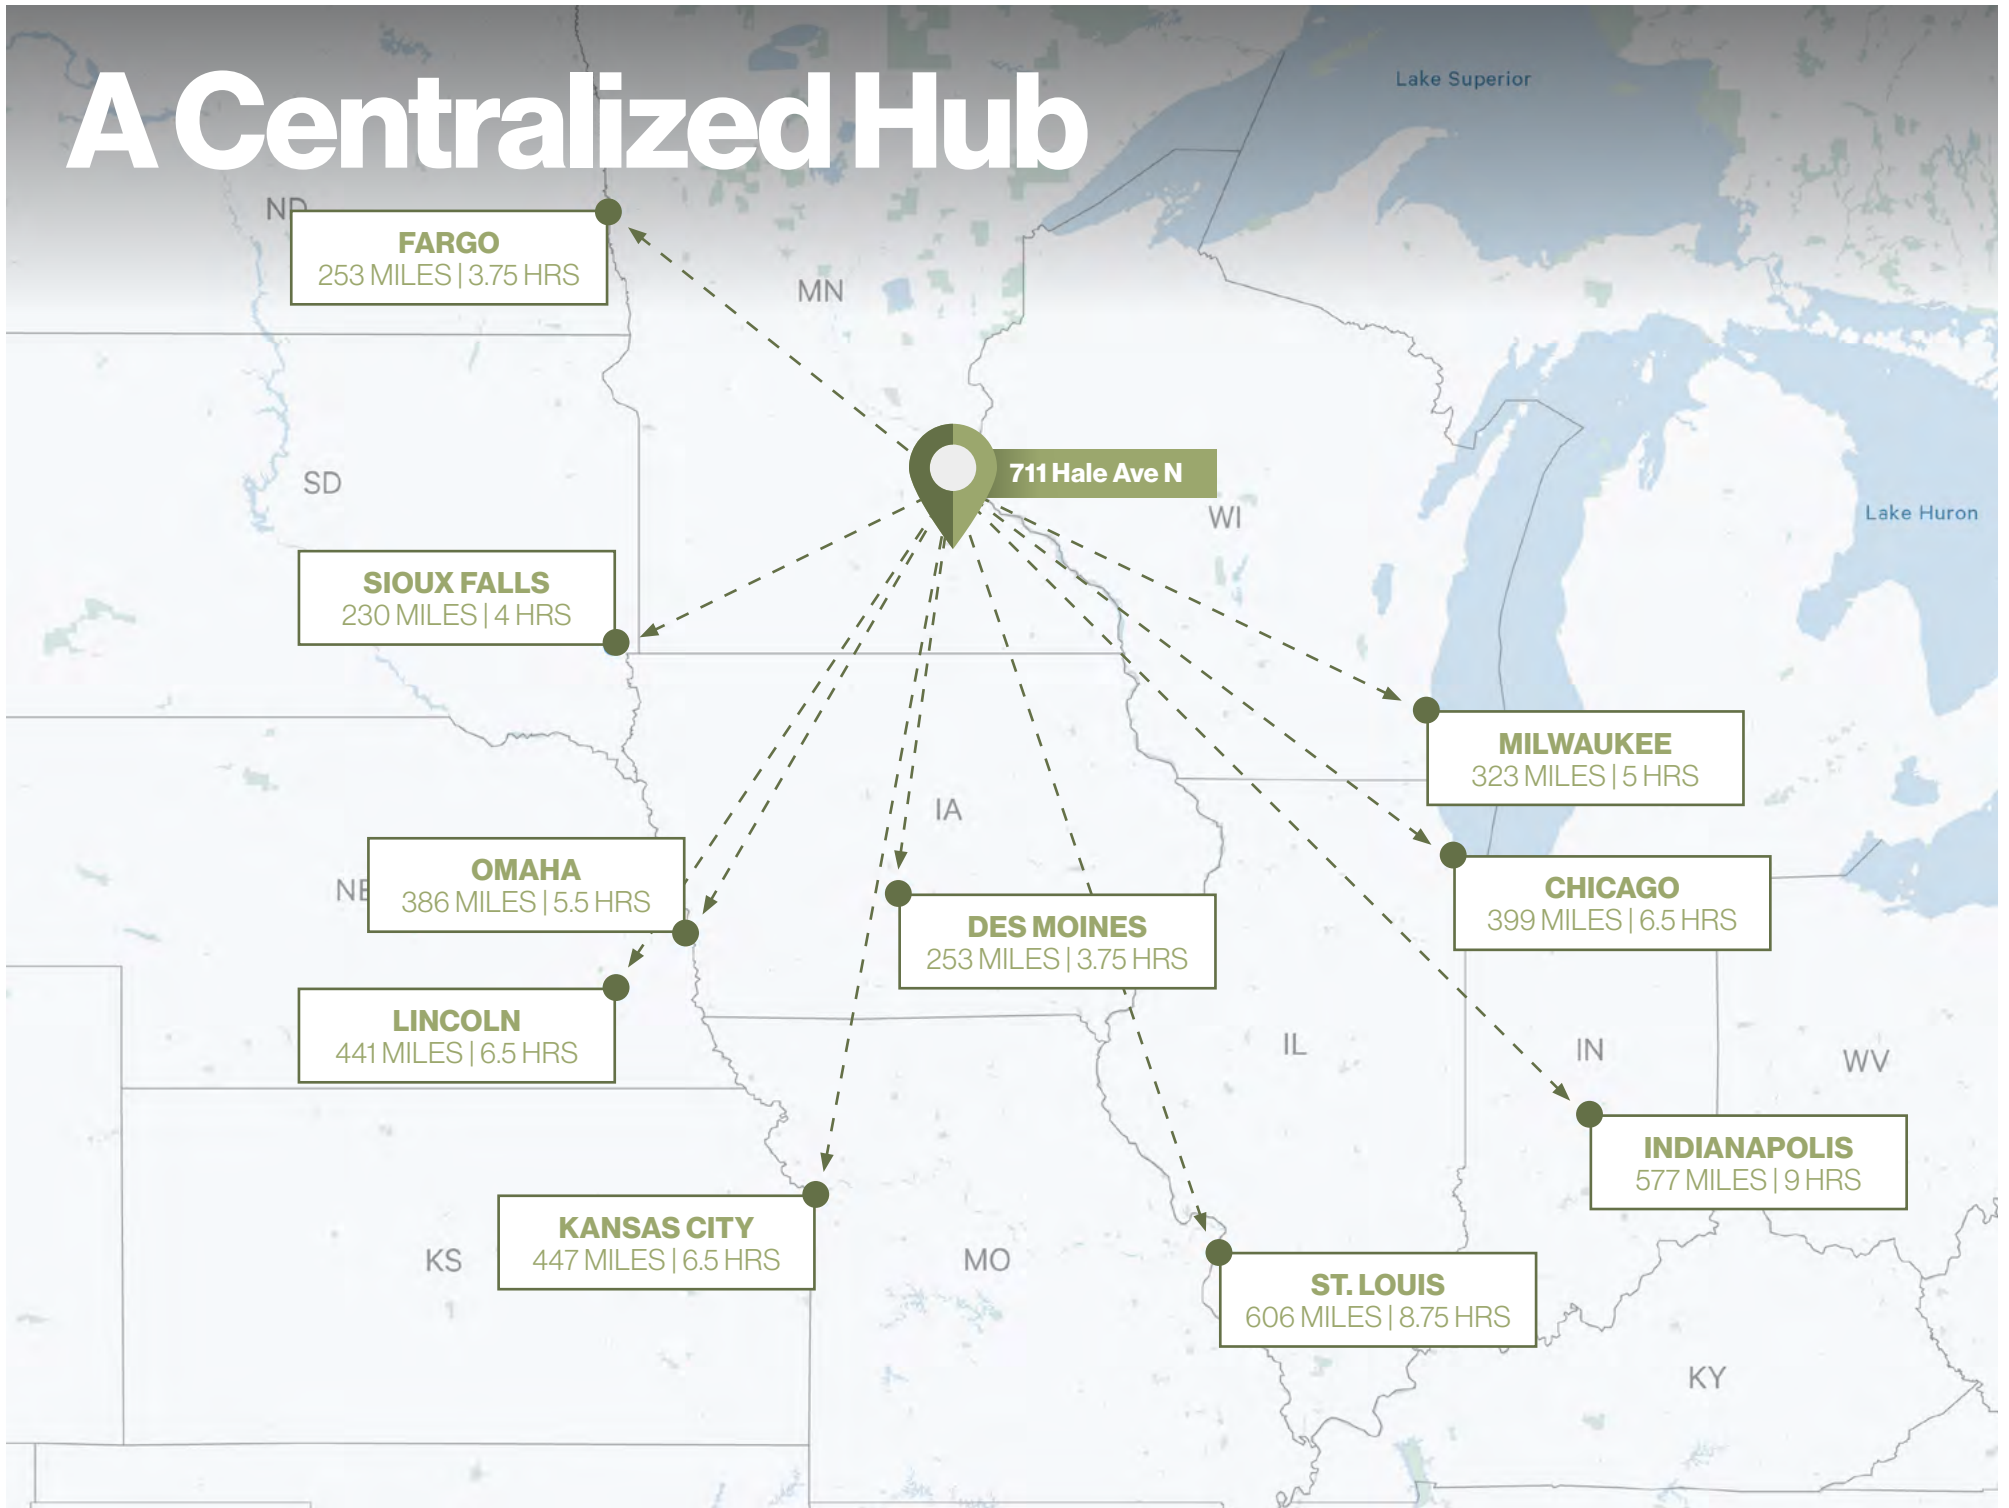 A Centralized Hub
Lake Superior
ND
FARGO
253 MILES | 3.75 HRS
MN
711 Hale Ave N
SD
WI
Lake Huron
SIOUX FALLS
230 MILES | 4 HRS
MILWAUKEE
323 MILES | 5 HRS
IA
OMAHA
386 MILES | 5.5 HRS
NE
CHICAGO
399 MILES | 6.5 HRS
DES MOINES
253 MILES | 3.75 HRS
LINCOLN
441 MILES | 6.5 HRS
IL
IN
WV
INDIANAPOLIS
577 MILES | 9 HRS
KANSAS CITY
447 MILES | 6.5 HRS
KS
MO
ST. LOUIS
606 MILES | 8.75 HRS
KY